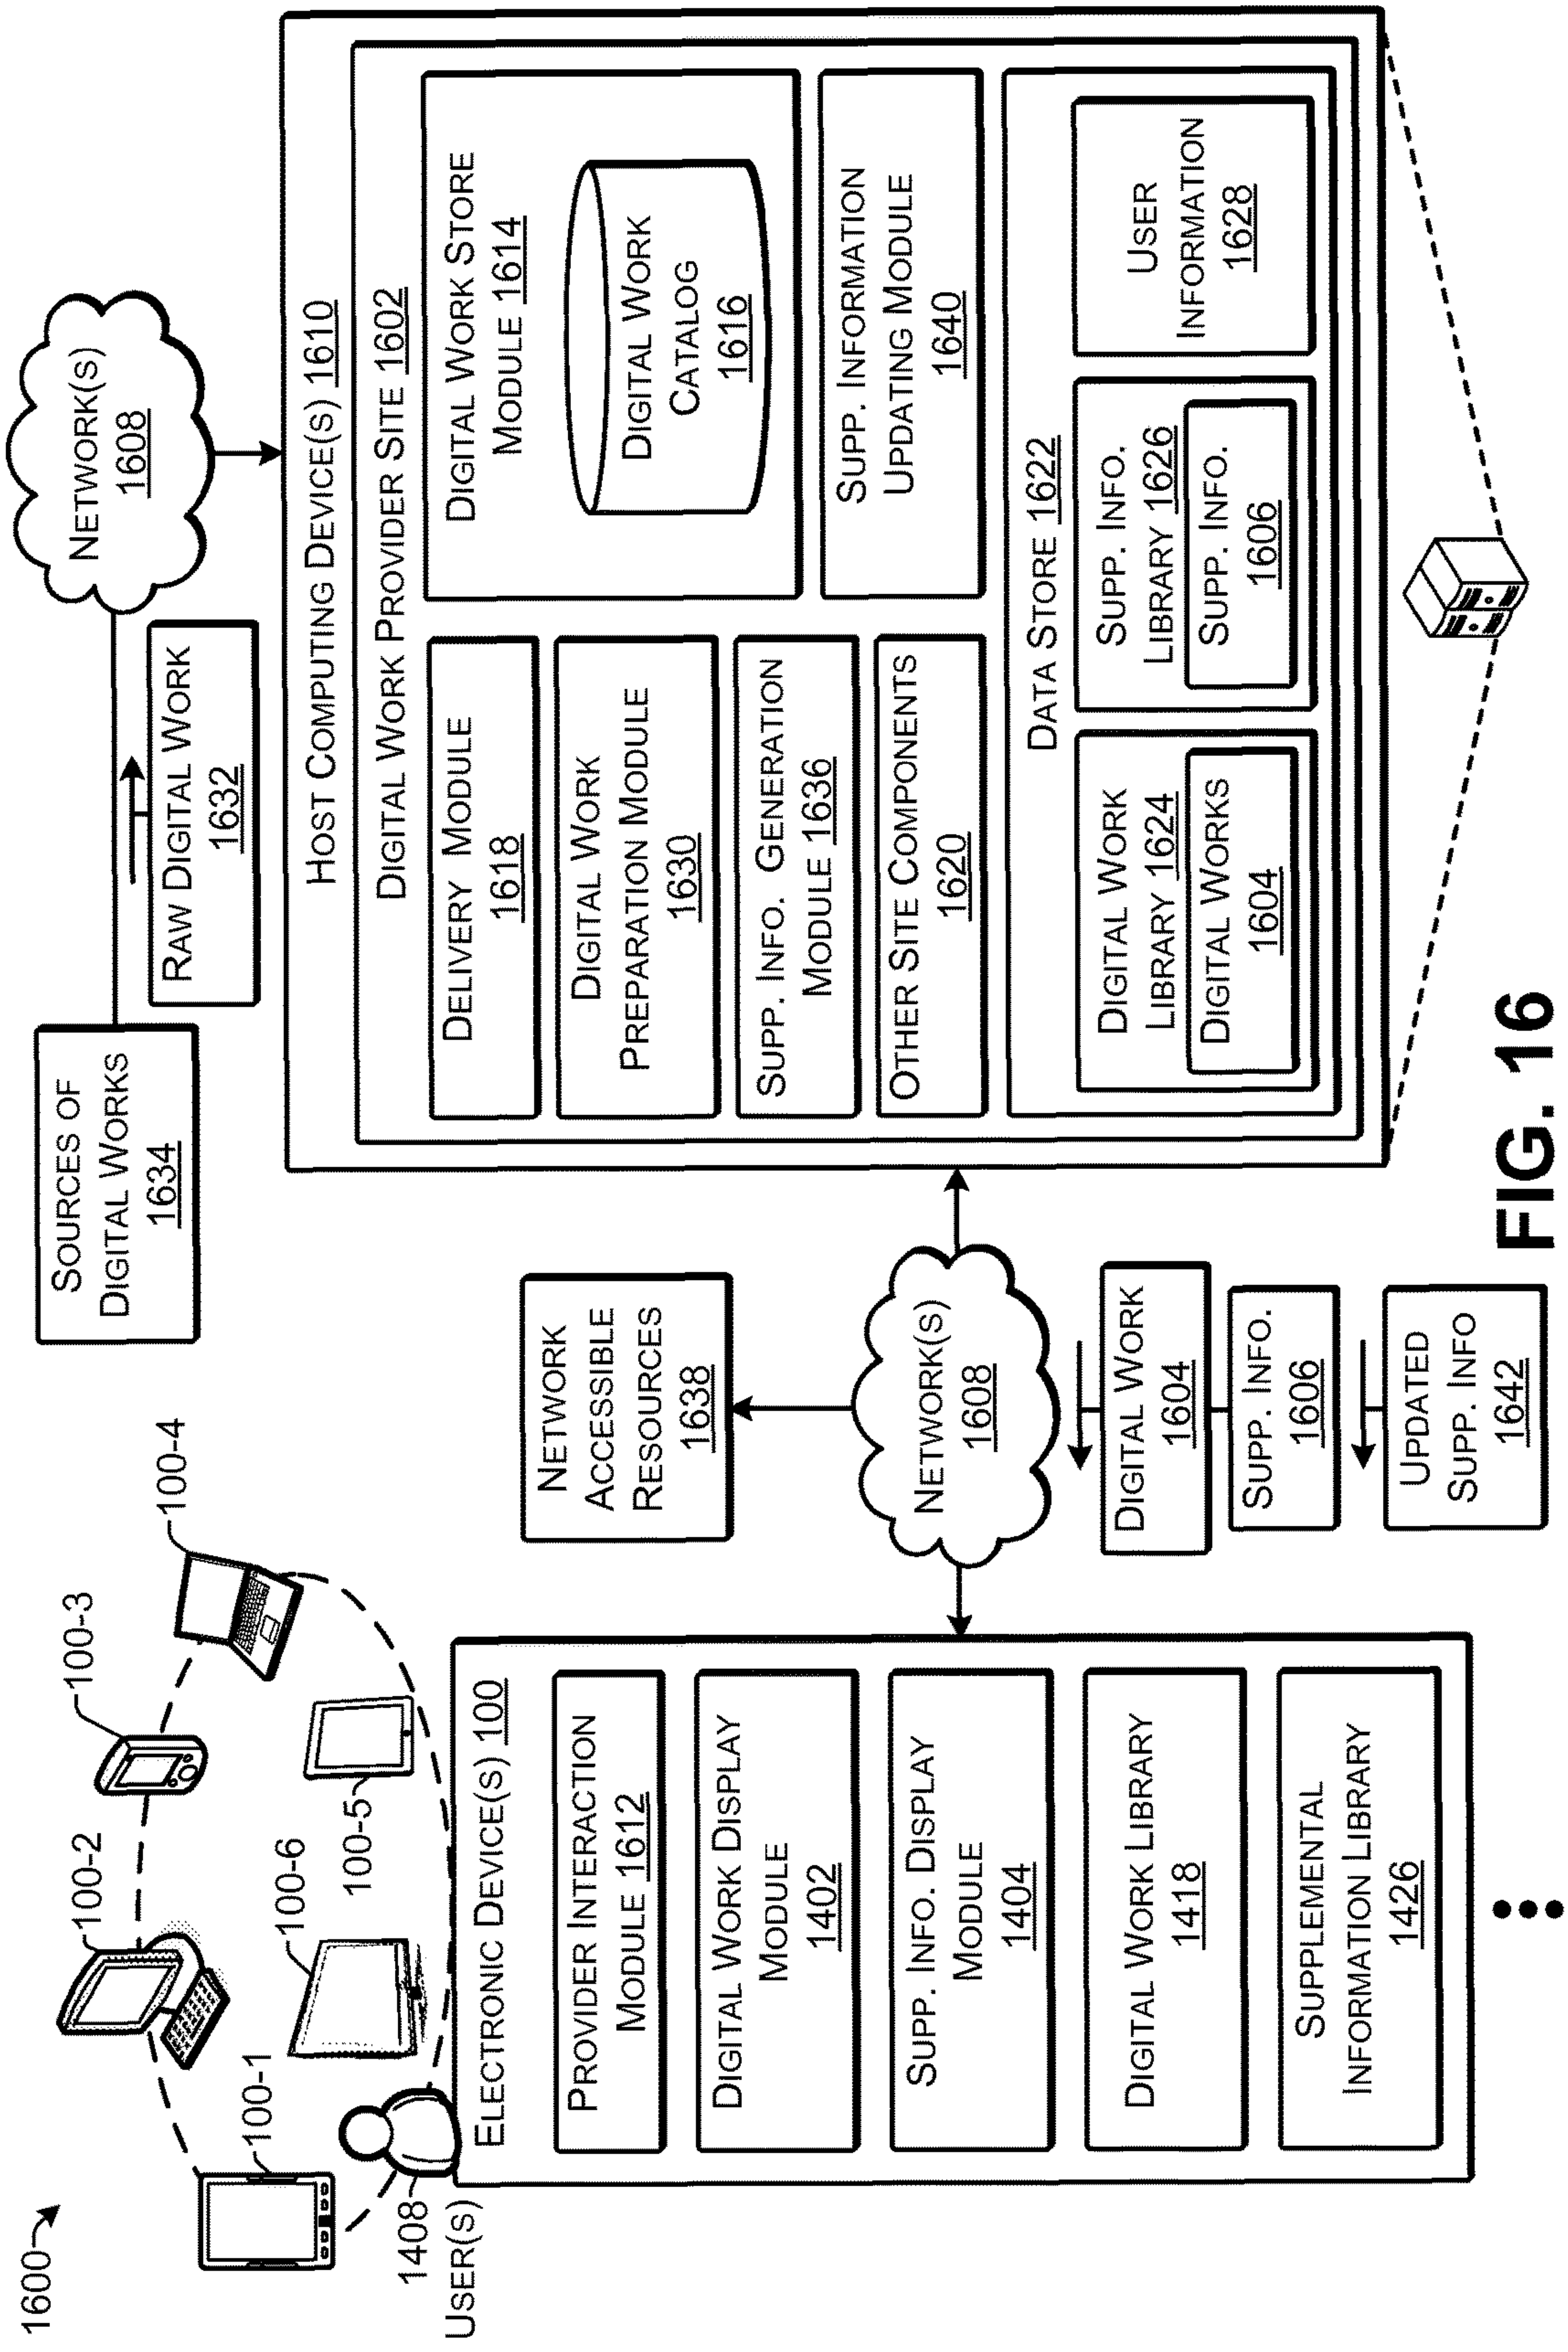 1600
100-1
100-2
100-3
100-4
100-5
100-6
1408
USER(S)
ELECTRONIC DEVICE(S) 100
PROVIDER INTERACTION
MODULE 1612
DIGITAL WORK DISPLAY
MODULE
1402
SUPP. INFO. DISPLAY
MODULE
1404
DIGITAL WORK LIBRARY
1418
SUPPLEMENTAL
INFORMATION LIBRARY
1426
NETWORK
ACCESSIBLE
RESOURCES
1638
NETWORK(S)
1608
DIGITAL WORK
1604
SUPP. INFO.
1606
UPDATED
SUPP. INFO
1642
SOURCES OF
DIGITAL WORKS
1634
RAW DIGITAL WORK
1632
NETWORK(S)
1608
HOST COMPUTING DEVICE(S) 1610
DIGITAL WORK PROVIDER SITE 1602
DELIVERY MODULE
1618
DIGITAL WORK
PREPARATION MODULE
1630
SUPP. INFO. GENERATION
MODULE 1636
OTHER SITE COMPONENTS
1620
DIGITAL WORK STORE
MODULE 1614
DIGITAL WORK
CATALOG
1616
SUPP. INFORMATION
UPDATING MODULE
1640
DATA STORE 1622
DIGITAL WORK
LIBRARY 1624
DIGITAL WORKS
1604
SUPP. INFO.
LIBRARY 1626
SUPP. INFO.
1606
USER
INFORMATION
1628
FIG. 16